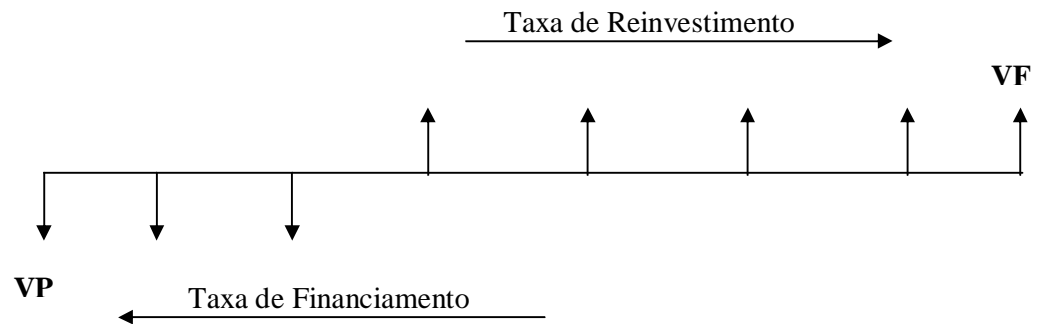 Taxa de Reinvestimento
VF
VP
Taxa de Financiamento